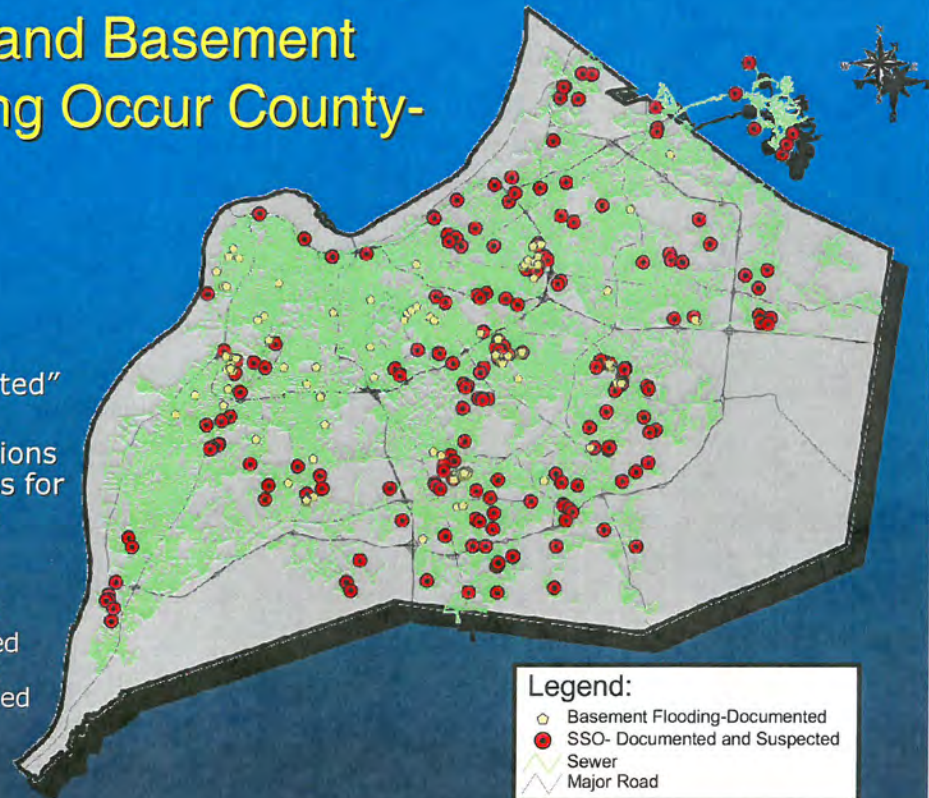 and Basement
ng Occur County-
ted”
ions
s for
ed
ed
Legend:
Basement Flooding-Documented
SSO- Documented and Suspected
Sewer
Major Road